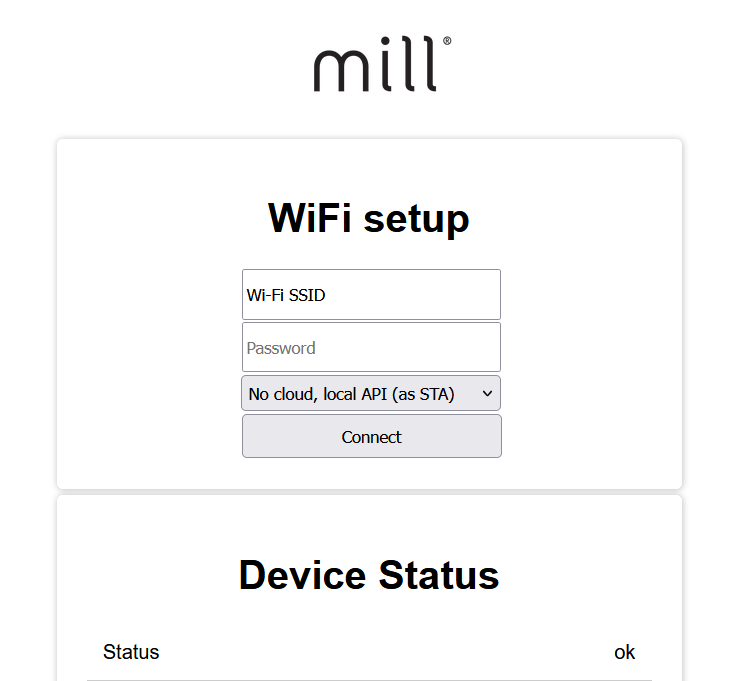 mill®
WiFi setup
Wi-Fi SSID
Password
No cloud, local API (as STA)
Connect
Device Status
Status ok